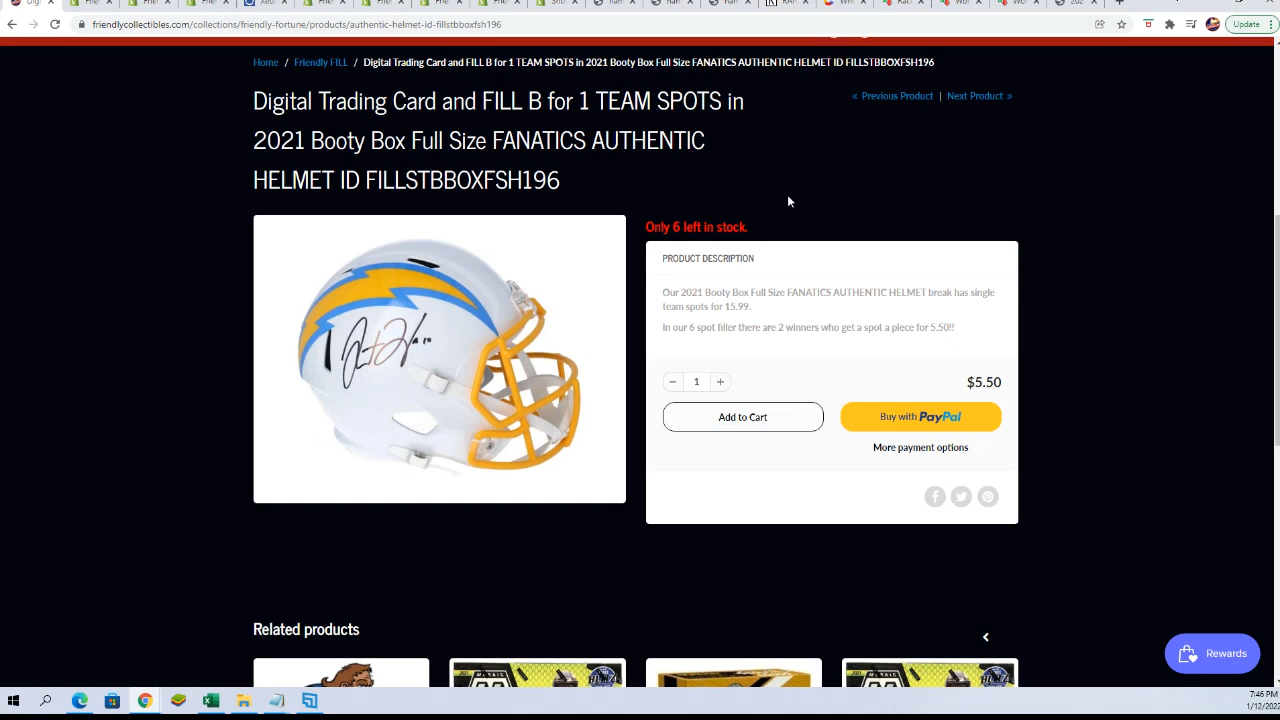 friendlycollectibles.com/collections/friendly-fortune/products/authentic-helmet-id-fillstbboxfsh196
Update
Home / Friendly FILL / Digital Trading Card and FILL B for 1 TEAM SPOTS in 2021 Booty Box Full Size FANATICS AUTHENTIC HELMET ID FILLSTBBOXFSH196
Digital Trading Card and FILL B for 1 TEAM SPOTS in
2021 Booty Box Full Size FANATICS AUTHENTIC
HELMET ID FILLSTBBOXFSH196
« Previous Product | Next Product »
Only 6 left in stock.
PRODUCT DESCRIPTION
Our 2021 Booty Box Full Size FANATICS AUTHENTIC HELMET break has single
team spots for 15.99.
In our 6 spot filler there are 2 winners who get a spot a piece for 5.50!!
− 1 +
$5.50
Add to Cart
Buy with PayPal
More payment options
Related products
Rewards
7:46 PM
1/12/2022